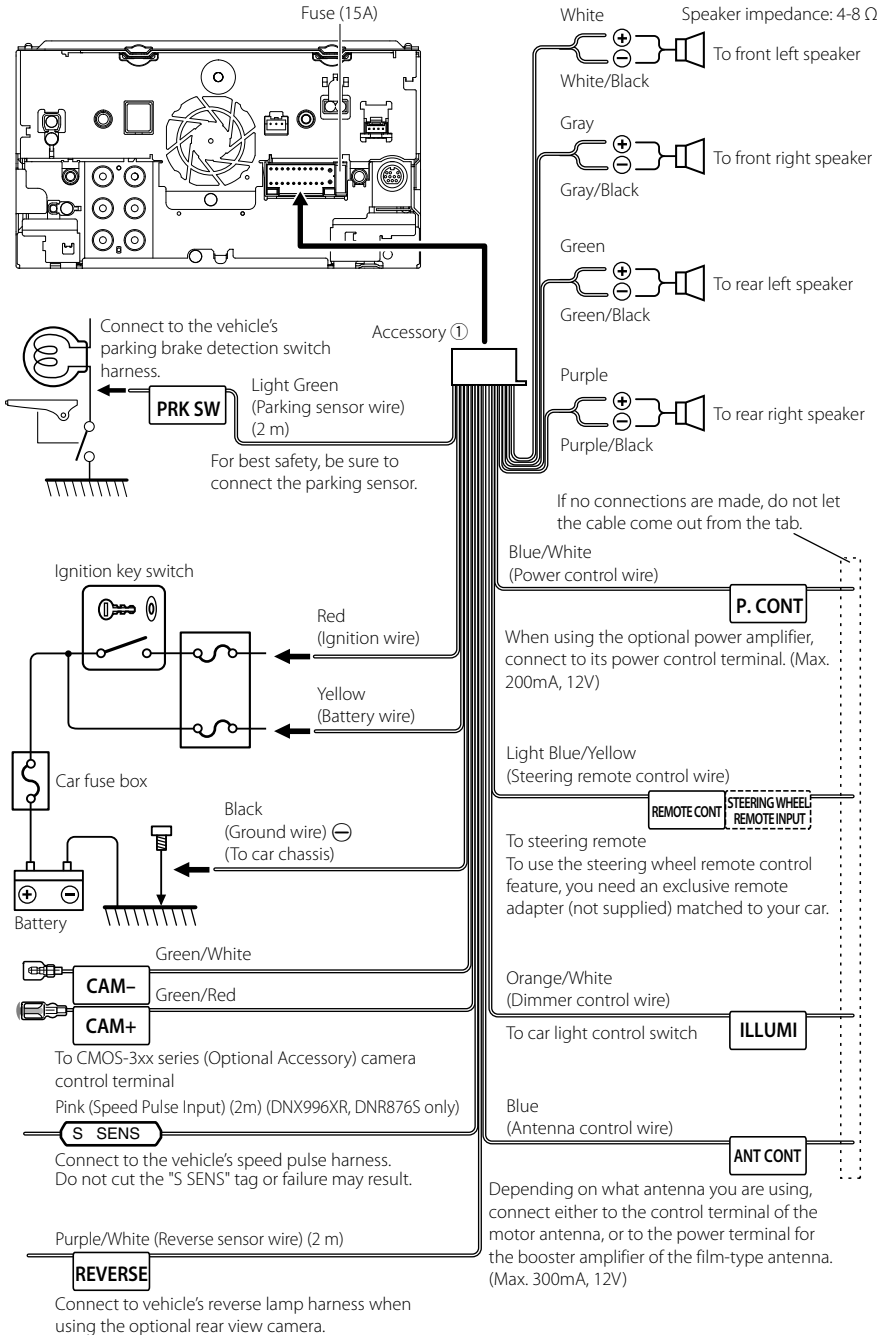 Fuse (15A)
White
Speaker impedance: 4-8 Ω
⊕
⊖
To front left speaker
White/Black
Gray
⊕
⊖
To front right speaker
Gray/Black
Green
⊕
⊖
To rear left speaker
Green/Black
Purple
⊕
⊖
To rear right speaker
Purple/Black
Accessory ①
Connect to the vehicle's
parking brake detection switch
harness.
PRK SW
Light Green
(Parking sensor wire)
(2 m)
For best safety, be sure to
connect the parking sensor.
If no connections are made, do not let
the cable come out from the tab.
Ignition key switch
Red
(Ignition wire)
Yellow
(Battery wire)
Car fuse box
Black
(Ground wire) ⊖
(To car chassis)
⊕
⊖
Battery
Blue/White
(Power control wire)
P. CONT
When using the optional power amplifier,
connect to its power control terminal. (Max.
200mA, 12V)
Light Blue/Yellow
(Steering remote control wire)
REMOTE CONT
STEERING WHEEL
REMOTE INPUT
To steering remote
To use the steering wheel remote control
feature, you need an exclusive remote
adapter (not supplied) matched to your car.
Green/White
CAM–
Green/Red
CAM+
To CMOS-3xx series (Optional Accessory) camera
control terminal
Orange/White
(Dimmer control wire)
To car light control switch
ILLUMI
Pink (Speed Pulse Input) (2m) (DNX996XR, DNR876S only)
S SENS
Connect to the vehicle's speed pulse harness.
Do not cut the "S SENS" tag or failure may result.
Blue
(Antenna control wire)
ANT CONT
Depending on what antenna you are using,
connect either to the control terminal of the
motor antenna, or to the power terminal for
the booster amplifier of the film-type antenna.
(Max. 300mA, 12V)
Purple/White (Reverse sensor wire) (2 m)
REVERSE
Connect to vehicle's reverse lamp harness when
using the optional rear view camera.